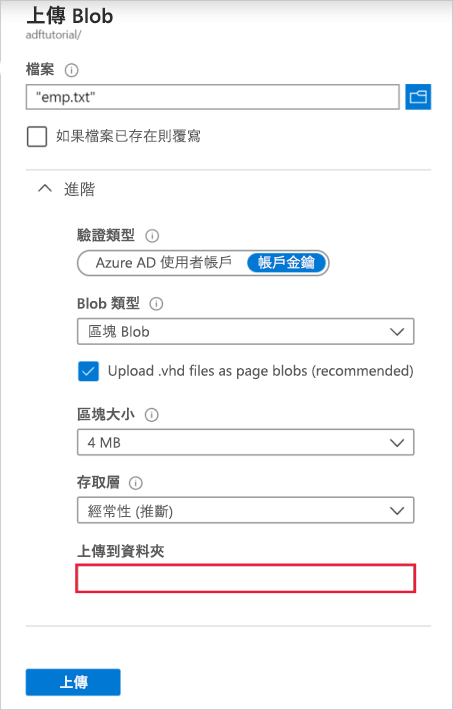 上傳 Blob
adftutorial/
檔案
"emp.txt"
如果檔案已存在則覆寫
進階
驗證類型
Azure AD 使用者帳戶 帳戶金鑰
Blob 類型
區塊 Blob
Upload .vhd files as page blobs (recommended)
區塊大小
4 MB
存取層
經常性 (推斷)
上傳到資料夾
上傳